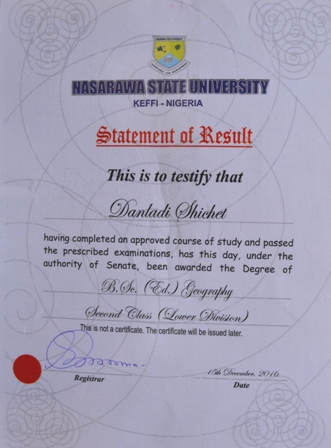 NASARAWA STATE UNIVERSITY
KEFFI - NIGERIA
Statement of Result
This is to testify that
Danladi Shichet
having completed an approved course of study and passed
the prescribed examinations, has this day, under the
authority of Senate, been awarded the Degree of
B.Sc. (Ed.) Geography
Second Class (Lower Division)
This is not a certificate. The certificate will be issued later.
15th December, 2016
Registrar
Date